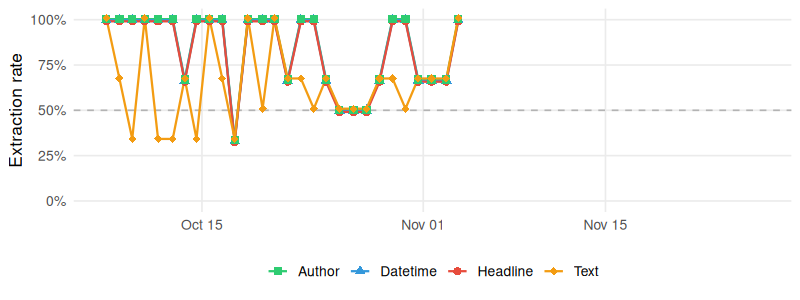 Extraction rate
100%
75%
50%
25%
0%
Oct 15 Nov 01 Nov 15
Author Datetime Headline Text